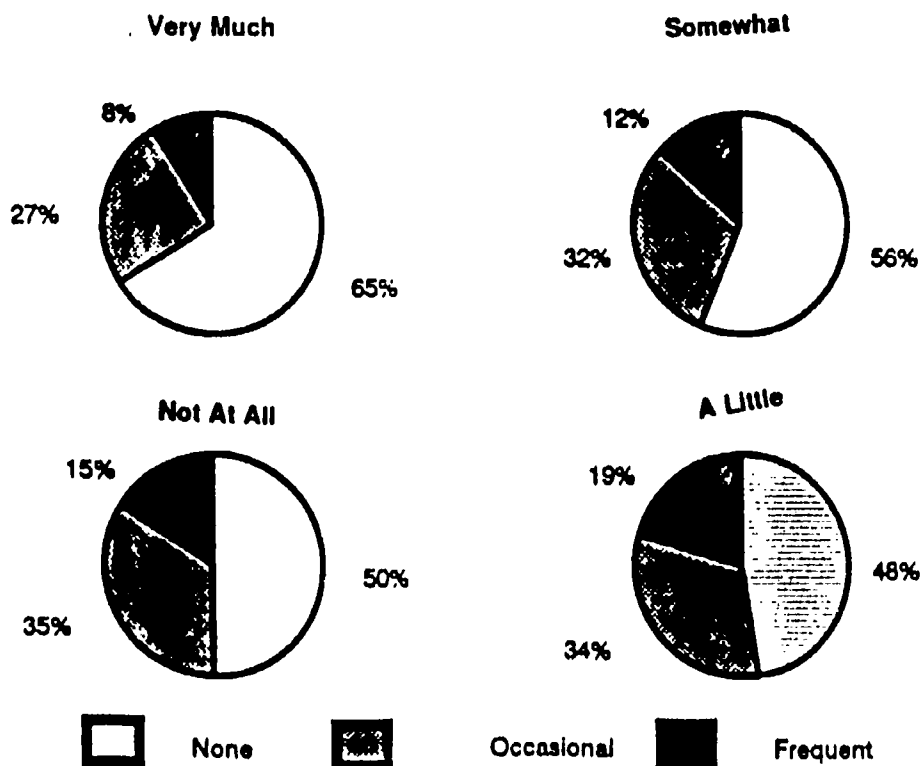 Very Much
Somewhat
8%
12%
27%
32%
56%
65%
Not At All
A Little
15%
19%
50%
48%
35%
34%
None Occasional Frequent